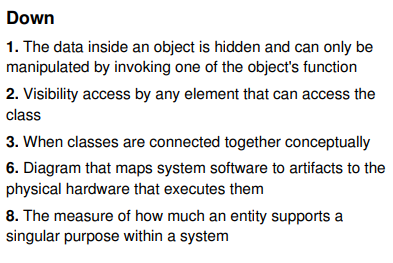 Down
1. The data inside an object is hidden and can only be
manipulated by invoking one of the object's function
2. Visibility access by any element that can access the
class
3. When classes are connected together conceptually
6. Diagram that maps system software to artifacts to the
physical hardware that executes them
8. The measure of how much an entity supports a
singular purpose within a system